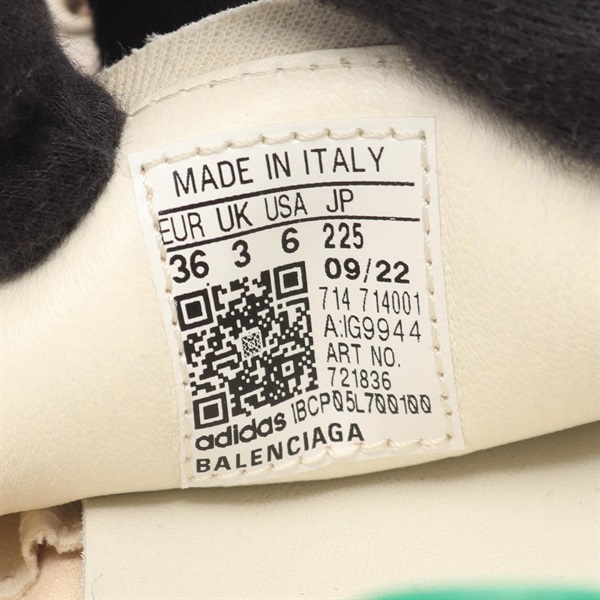 MADE IN ITALY
EUR UK USA JP
36 3 6 225
09/22
714 714001
A:IG9944
ART NO.
721836
IBCP05L700100
adidas
BALENCIAGA